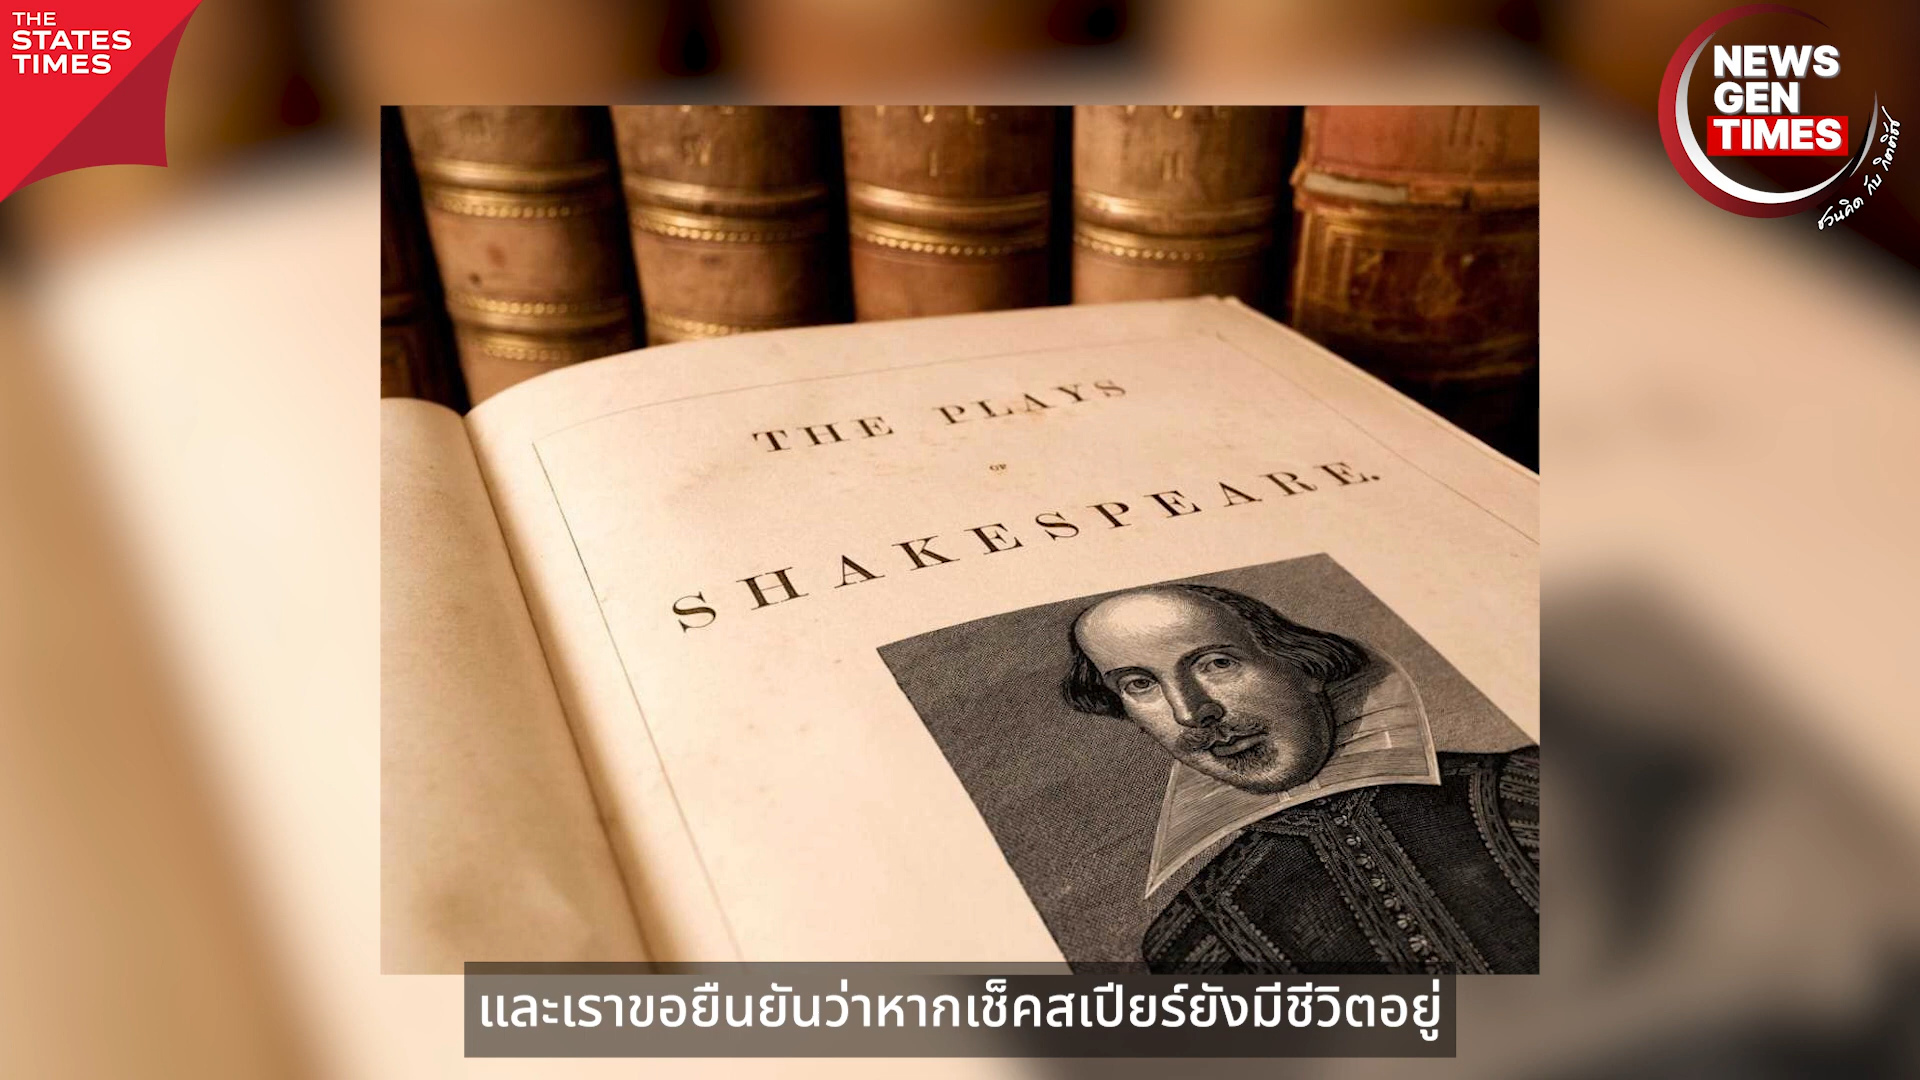 THE
STATES
TIMES
NEWS
GEN
TIMES
ชวนคิด กับ กิตติธัช
THE PLAYS
OF
SHAKESPEARE.
และเราขอยืนยันว่าหากเช็คสเปียร์ยังมีชีวิตอยู่